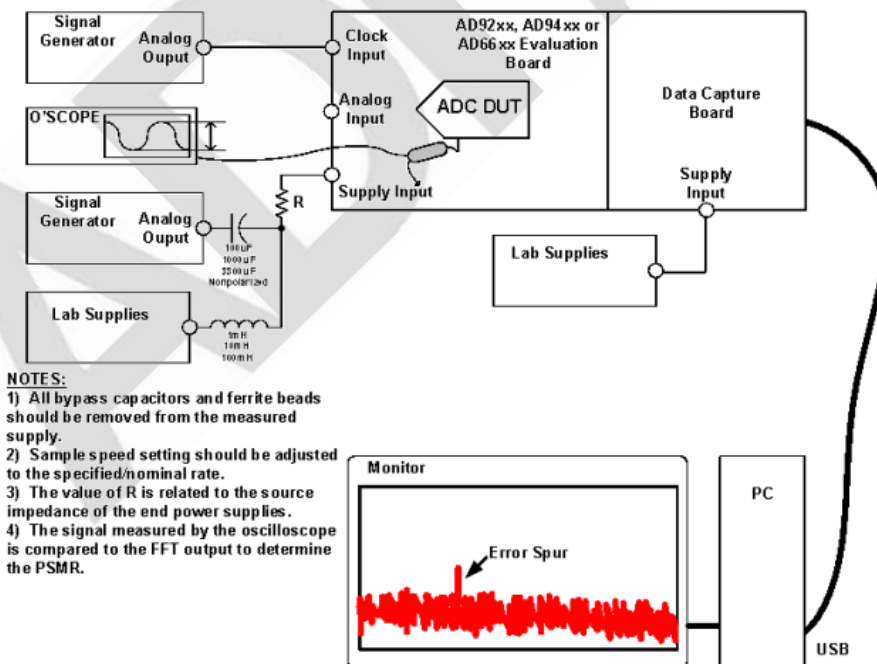 Signal
Generator
Analog
Ouput
Clock
Input
AD92xx, AD94xx or
AD66xx Evaluation
Board
Analog
Input
ADC DUT
Data Capture
Board
O'SCOPE
Supply Input
Supply
Input
R
Signal
Generator
Analog
Ouput
100uF
1000uF
3300uF
Nonpolarized
Lab Supplies
Lab Supplies
1mH
10mH
100mH
NOTES:
1) All bypass capacitors and ferrite beads
should be removed from the measured
supply.
2) Sample speed setting should be adjusted
to the specified/nominal rate.
3) The value of R is related to the source
impedance of the end power supplies.
4) The signal measured by the oscilloscope
is compared to the FFT output to determine
the PSMR.
Monitor
Error Spur
PC
USB